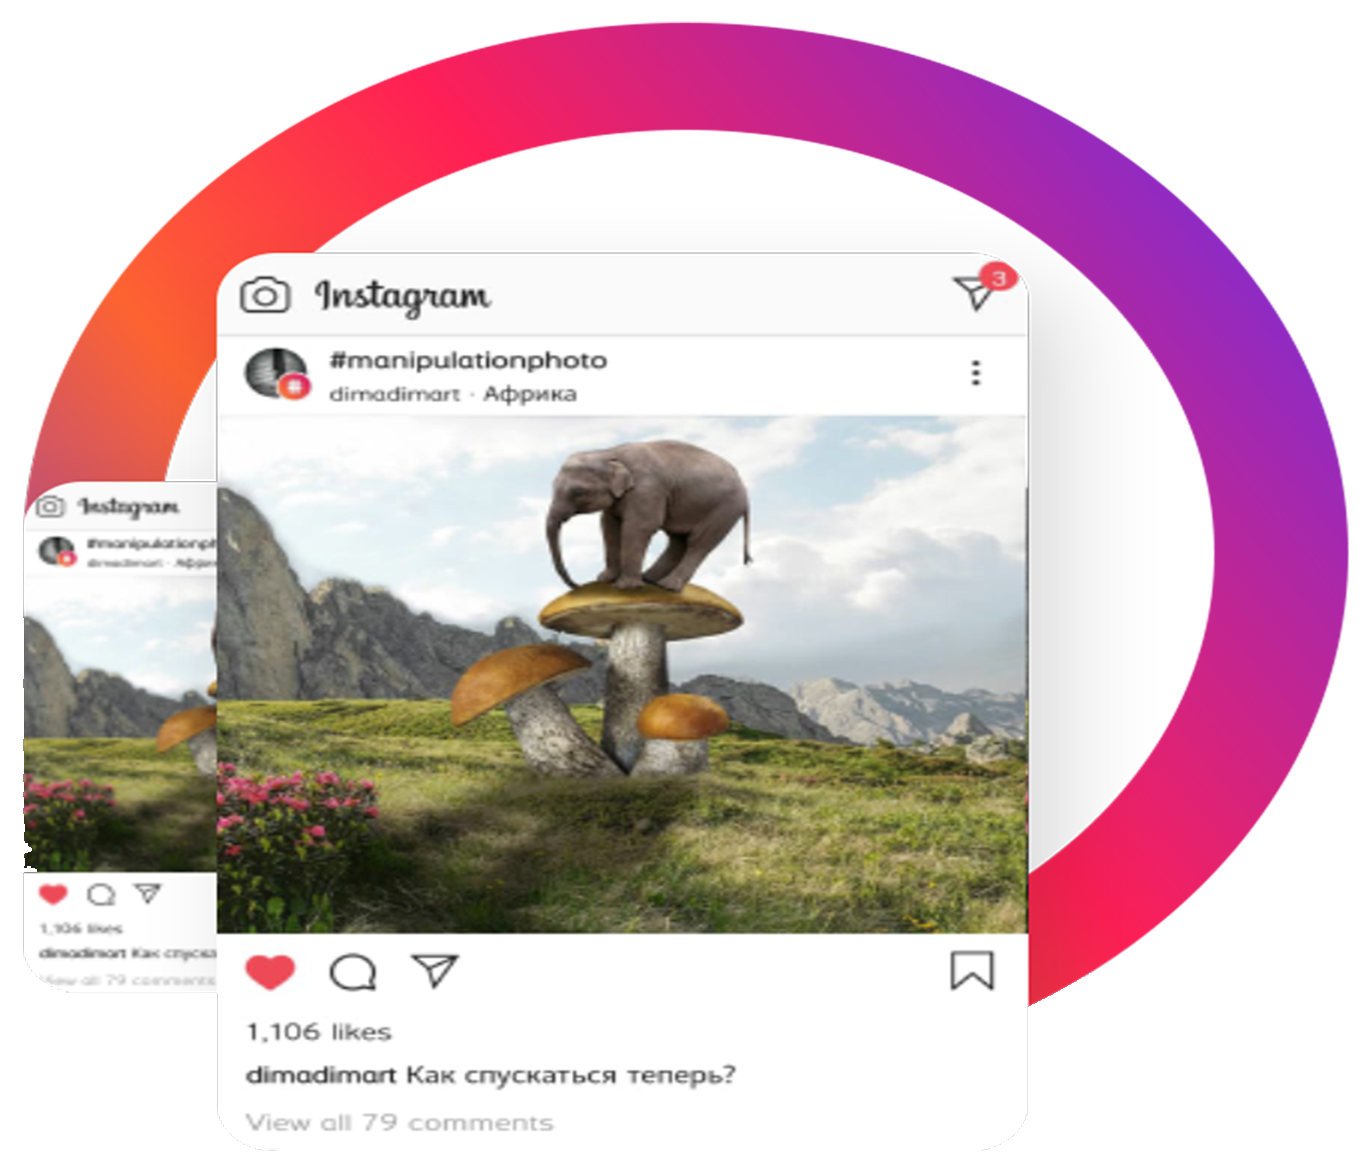 Instagram
3
#manipulationphoto
dimadimart · Африка
1,106 likes
dimadimart Как спускаться теперь?
View all 79 comments
Instagram
#manipulationph
dimadimart · Афри
1,106 likes
dimadimart Как спуска
View all 79 comments